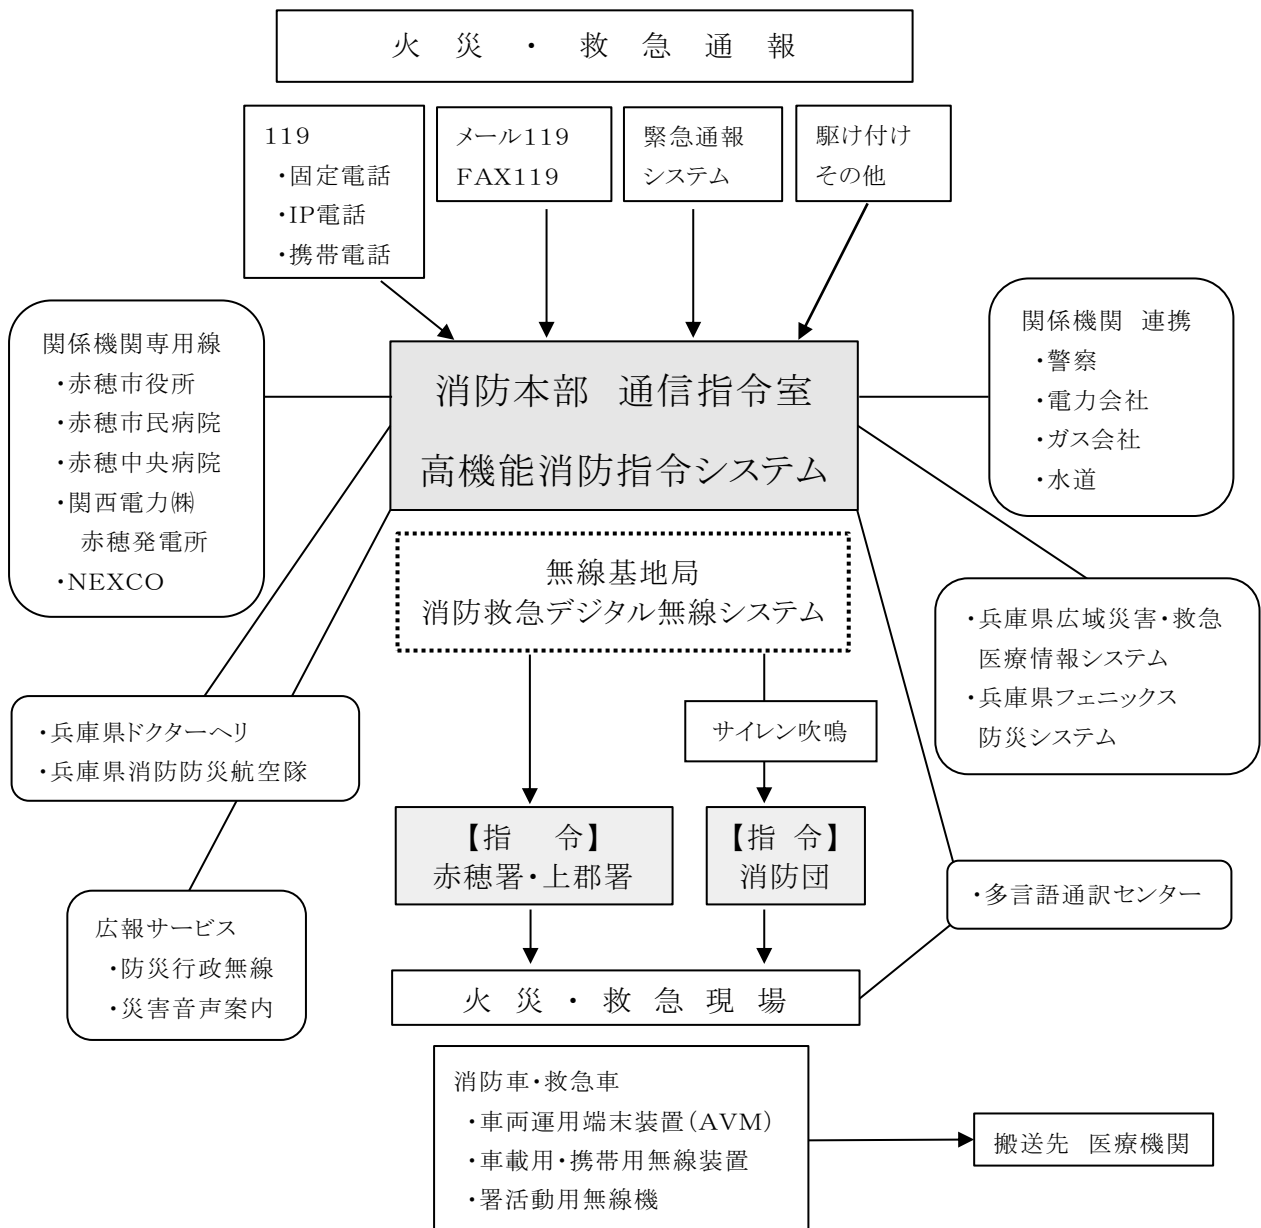 火災・救急通報
119
・固定電話
・IP電話
・携帯電話
メール119
FAX119
緊急通報
システム
駆け付け
その他
関係機関専用線
・赤穂市役所
・赤穂市民病院
・赤穂中央病院
・関西電力㈱
赤穂発電所
・NEXCO
消防本部 通信指令室
高機能消防指令システム
関係機関 連携
・警察
・電力会社
・ガス会社
・水道
無線基地局
消防救急デジタル無線システム
・兵庫県広域災害・救急
医療情報システム
・兵庫県フェニックス
防災システム
・兵庫県ドクターヘリ
・兵庫県消防防災航空隊
サイレン吹鳴
【指 令】
赤穂署・上郡署
【指 令】
消防団
・多言語通訳センター
広報サービス
・防災行政無線
・災害音声案内
火災・救急現場
消防車・救急車
・車両運用端末装置(AVM)
・車載用・携帯用無線装置
・署活動用無線機
搬送先 医療機関